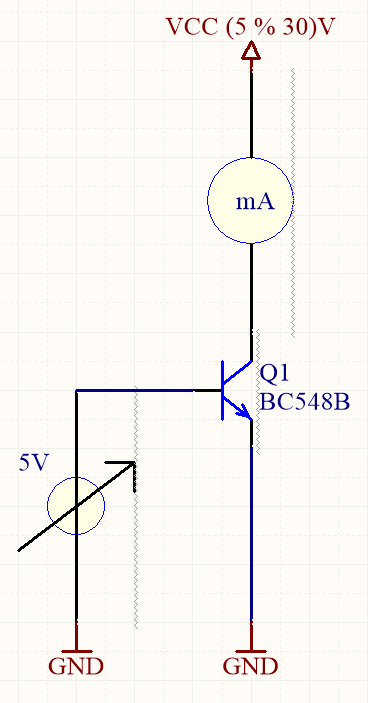 VCC (5 % 30)V
mA
Q1
BC548B
5V
GND
GND